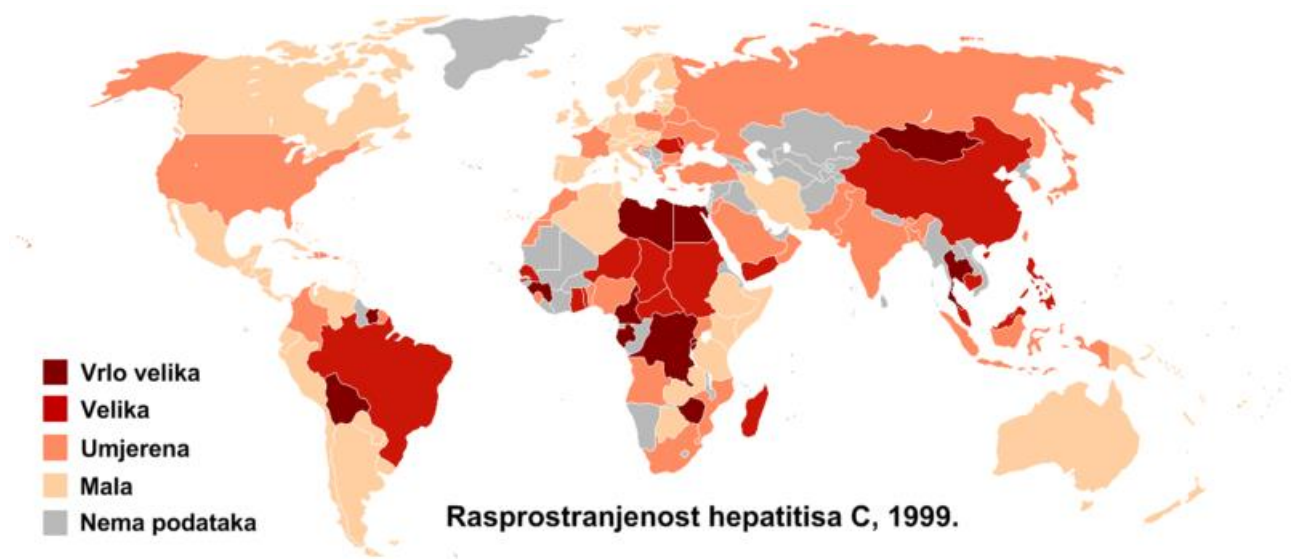 Vrlo velika
Velika
Umjerena
Mala
Nema podataka
Rasprostranjenost hepatitisa C, 1999.